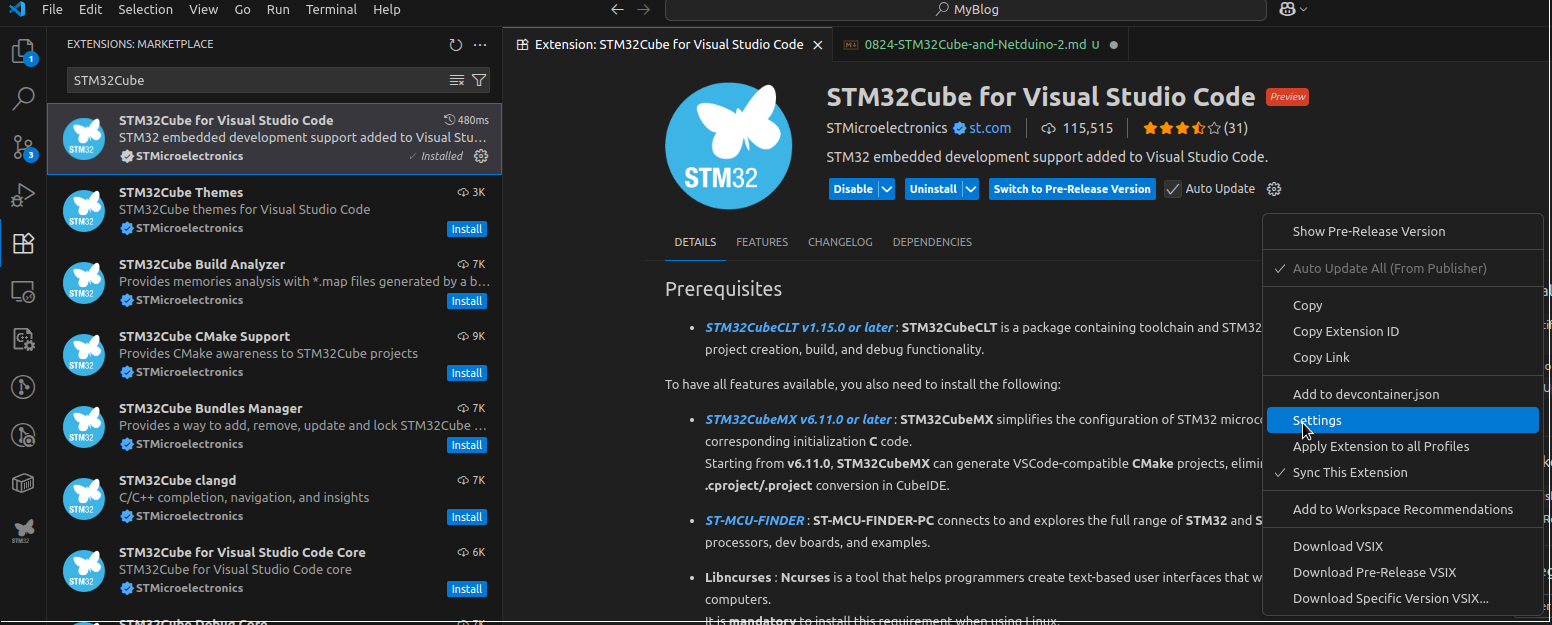 File Edit Selection View Go Run Terminal Help
MyBlog
EXTENSIONS: MARKETPLACE
STM32Cube
STM32Cube for Visual Studio Code 480ms
STM32 embedded development support added to Visual Stu...
STMicroelectronics Installed
STM32Cube Themes 3K
STM32Cube themes for Visual Studio Code
STMicroelectronics Install
STM32Cube Build Analyzer 7K
Provides memories analysis with *.map files generated by a b...
STMicroelectronics Install
STM32Cube CMake Support 9K
Provides CMake awareness to STM32Cube projects
STMicroelectronics Install
STM32Cube Bundles Manager 7K
Provides a way to add, remove, update and lock STM32Cube ...
STMicroelectronics Install
STM32Cube clangd 7K
C/C++ completion, navigation, and insights
STMicroelectronics Install
STM32Cube for Visual Studio Code Core 6K
STM32Cube for Visual Studio Code core
STMicroelectronics Install
STM32Cube Debug Core 7K
Extension: STM32Cube for Visual Studio Code
0824-STM32Cube-and-Netduino-2.md U
STM32
STM32Cube for Visual Studio Code Preview
STMicroelectronics st.com 115,515 (31)
STM32 embedded development support added to Visual Studio Code.
Disable Uninstall Switch to Pre-Release Version Auto Update
DETAILS FEATURES CHANGELOG DEPENDENCIES
Prerequisites
• STM32CubeCLT v1.15.0 or later : STM32CubeCLT is a package containing toolchain and STM32
project creation, build, and debug functionality.
To have all features available, you also need to install the following:
• STM32CubeMX v6.11.0 or later : STM32CubeMX simplifies the configuration of STM32
corresponding initialization C code.
Starting from v6.11.0, STM32CubeMX can generate VSCode-compatible CMake projects,
.cproject/.project conversion in CubeIDE.
• ST-MCU-FINDER : ST-MCU-FINDER-PC connects to and explores the full range of STM32 and
processors, dev boards, and examples.
• Libncurses : Ncurses is a tool that helps programmers create text-based user interfaces that
computers.
It is mandatory to install this requirement when using Linux.
Show Pre-Release Version
Auto Update All (From Publisher)
Copy
Copy Extension ID
Copy Link
Add to devcontainer.json
Settings
Apply Extension to all Profiles
Sync This Extension
Add to Workspace Recommendations
Download VSIX
Download Pre-Release VSIX
Download Specific Version VSIX...